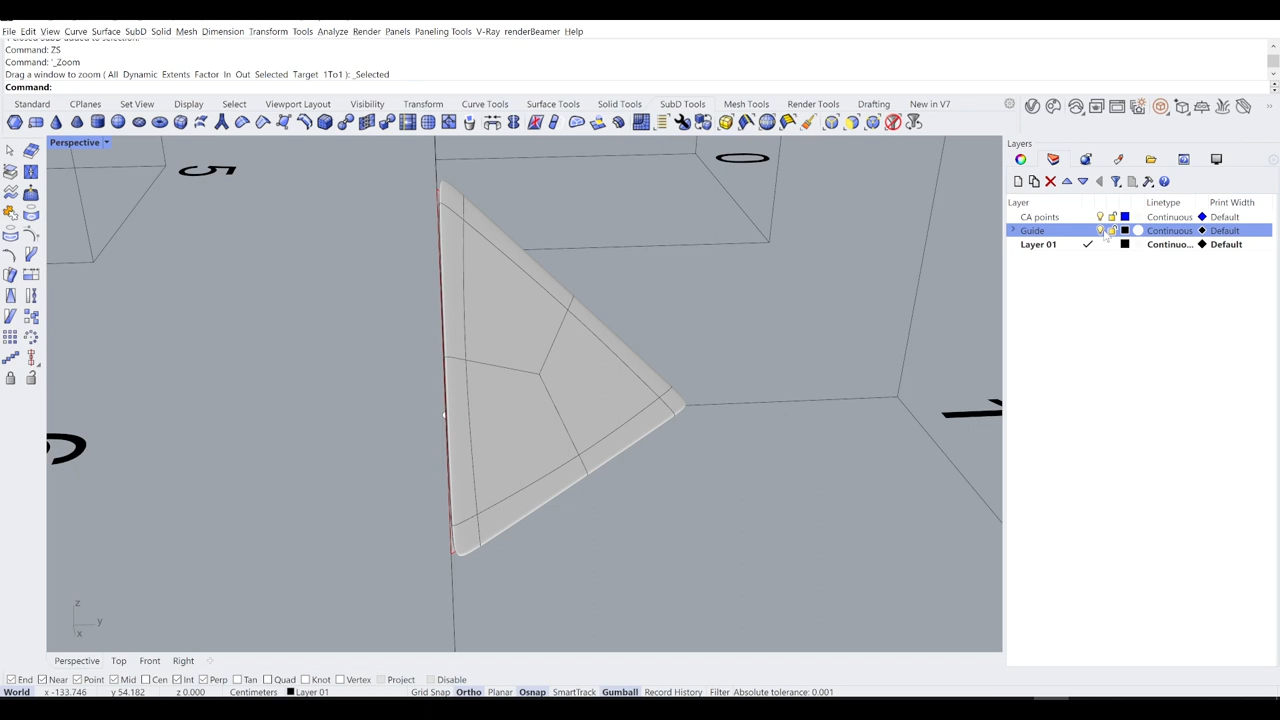 File Edit View Curve Surface SubD Solid Mesh Dimension Transform Tools Analyze Render Panels Paneling Tools V-Ray renderBeamer Help
Command: ZS
Command: '_Zoom
Drag a window to zoom ( All Dynamic Extents Factor In Out Selected Target 1To1 ): _Selected
Command:
Standard CPlanes Set View Display Select Viewport Layout Visibility Transform Curve Tools Surface Tools Solid Tools SubD Tools Mesh Tools Render Tools Drafting New in V7
Perspective
Layers
Layer Linetype Print Width
CA points Continuous Default
Guide Continuous Default
Layer 01 Continuo... Default
5
0
z
y
x
Perspective Top Front Right
End Near Point Mid Cen Int Perp Tan Quad Knot Vertex Project Disable
World x -133.746 y 54.182 z 0.000 Centimeters Layer 01 Grid Snap Ortho Planar Osnap SmartTrack Gumball Record History Filter Absolute tolerance: 0.001